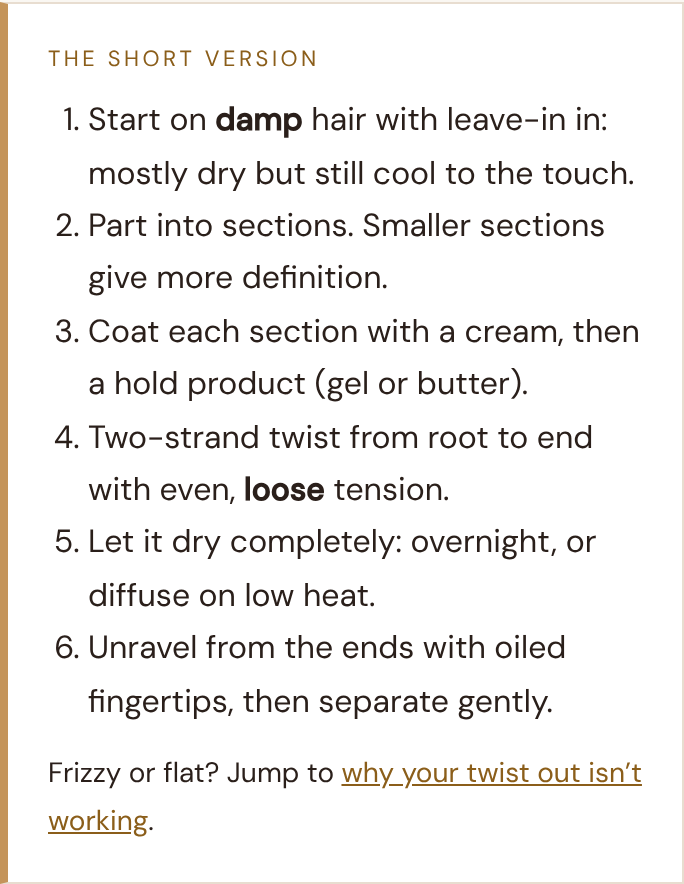 THE SHORT VERSION
1. Start on damp hair with leave-in in:
mostly dry but still cool to the touch.
2. Part into sections. Smaller sections
give more definition.
3. Coat each section with a cream, then
a hold product (gel or butter).
4. Two-strand twist from root to end
with even, loose tension.
5. Let it dry completely: overnight, or
diffuse on low heat.
6. Unravel from the ends with oiled
fingertips, then separate gently.
Frizzy or flat? Jump to why your twist out isn’t
working.